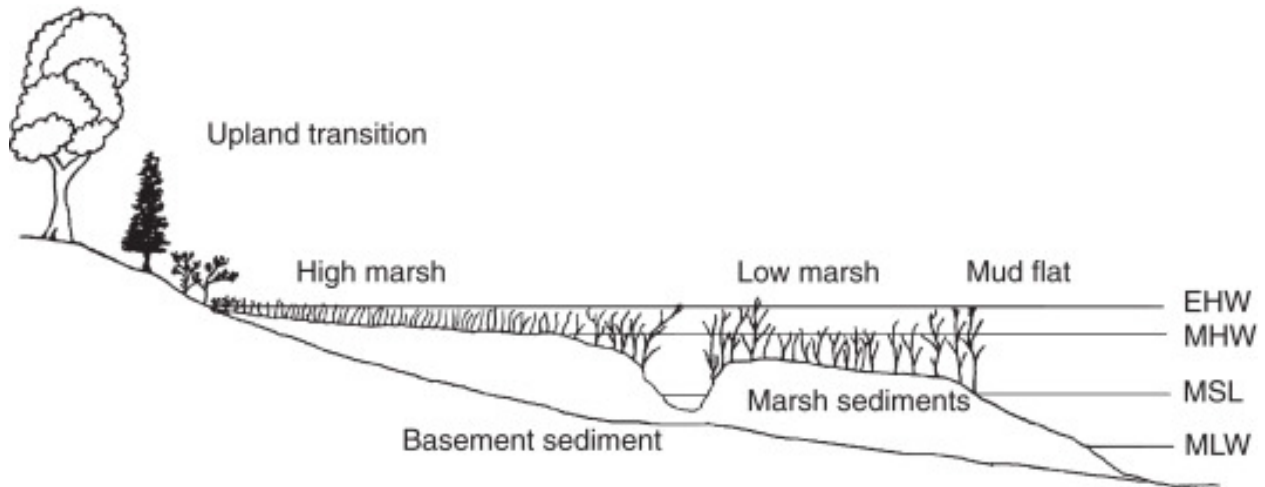 Upland transition
High marsh
Low marsh
Mud flat
EHW
MHW
MSL
Marsh sediments
Basement sediment
MLW